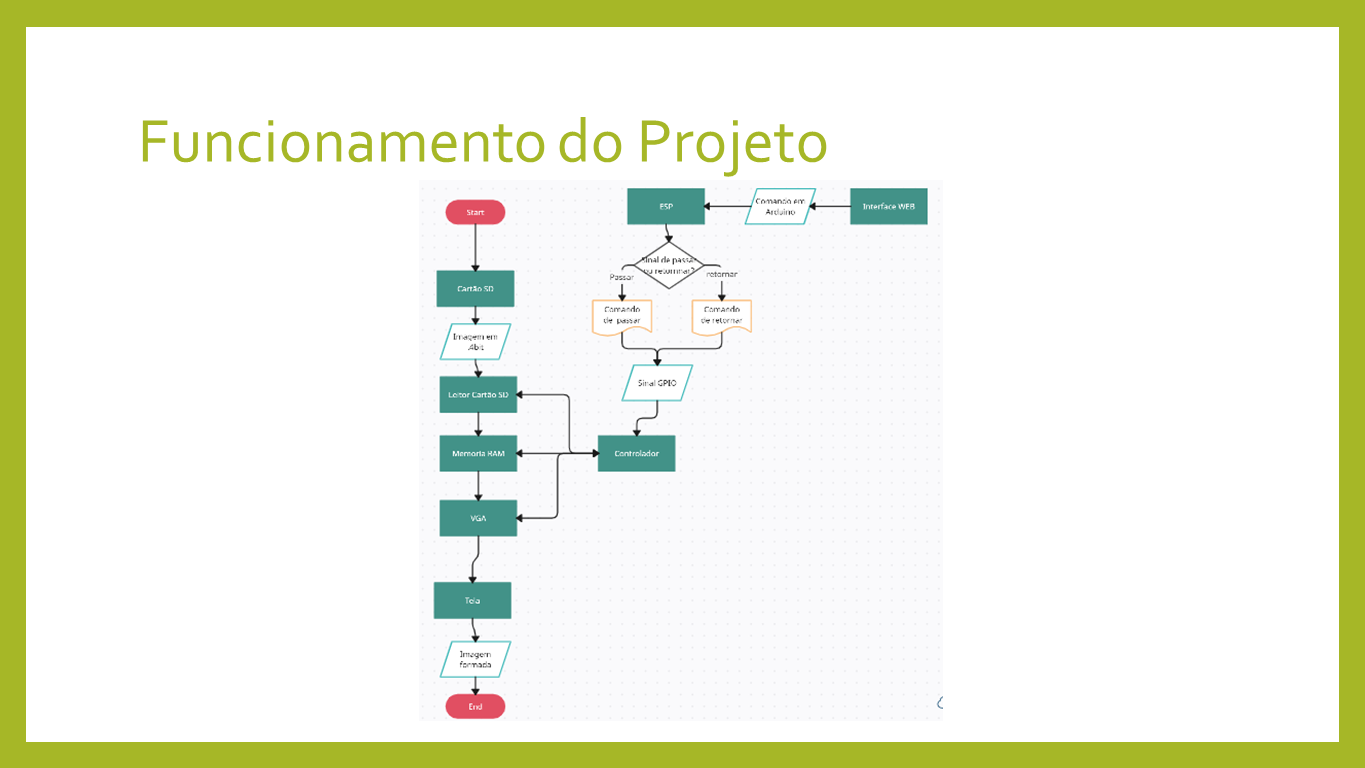 Funcionamento do Projeto
Start
Cartão SD
Imagem em
.4bit
Leitor Cartão SD
Memoria RAM
VGA
Tela
Imagem
formada
End
Interface WEB
Comando em
Arduino
ESP
Sinal de passar
ou retornar?
Passar
retornar
Comando
de passar
Comando
de retornar
Sinal GPIO
Controlador